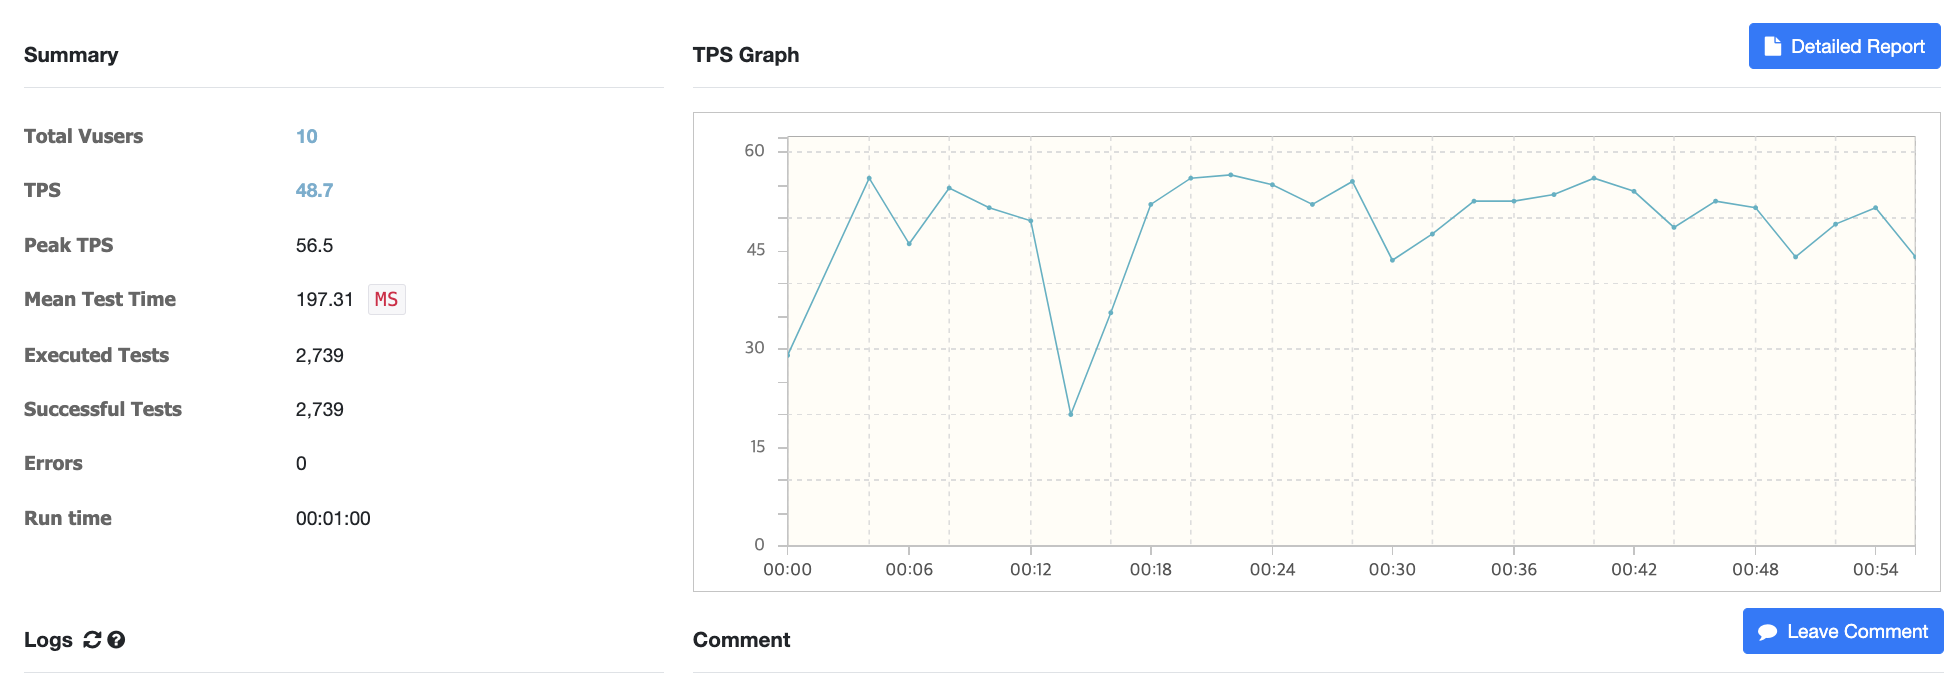 Summary
Total Vusers 10
TPS 48.7
Peak TPS 56.5
Mean Test Time 197.31 MS
Executed Tests 2,739
Successful Tests 2,739
Errors 0
Run time 00:01:00
TPS Graph
Detailed Report
60
45
30
15
0
00:00 00:06 00:12 00:18 00:24 00:30 00:36 00:42 00:48 00:54
Logs
Comment
Leave Comment